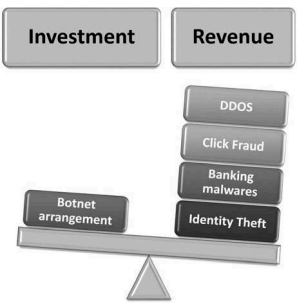 Investment
Revenue
DDOS
Click Fraud
Banking
malwares
Botnet
arrangement
Identity Theft